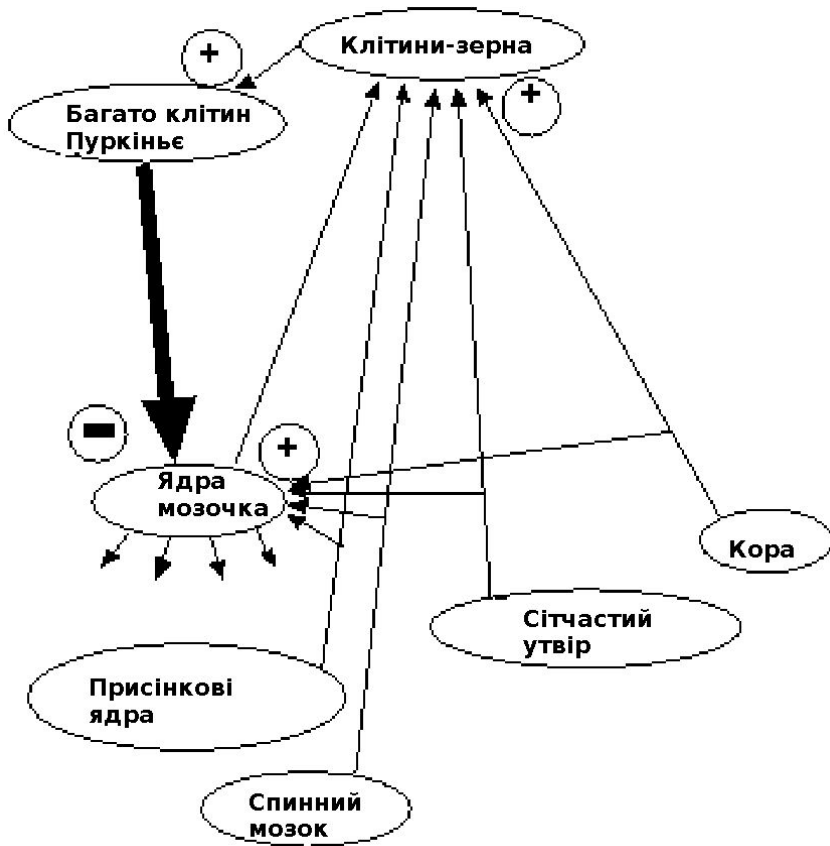 Клітини-зерна
+
+
Багато клітин
Пуркіньє
−
+
Ядра
мозочка
Кора
Сітчастий
утвір
Присінкові
ядра
Спинний
мозок